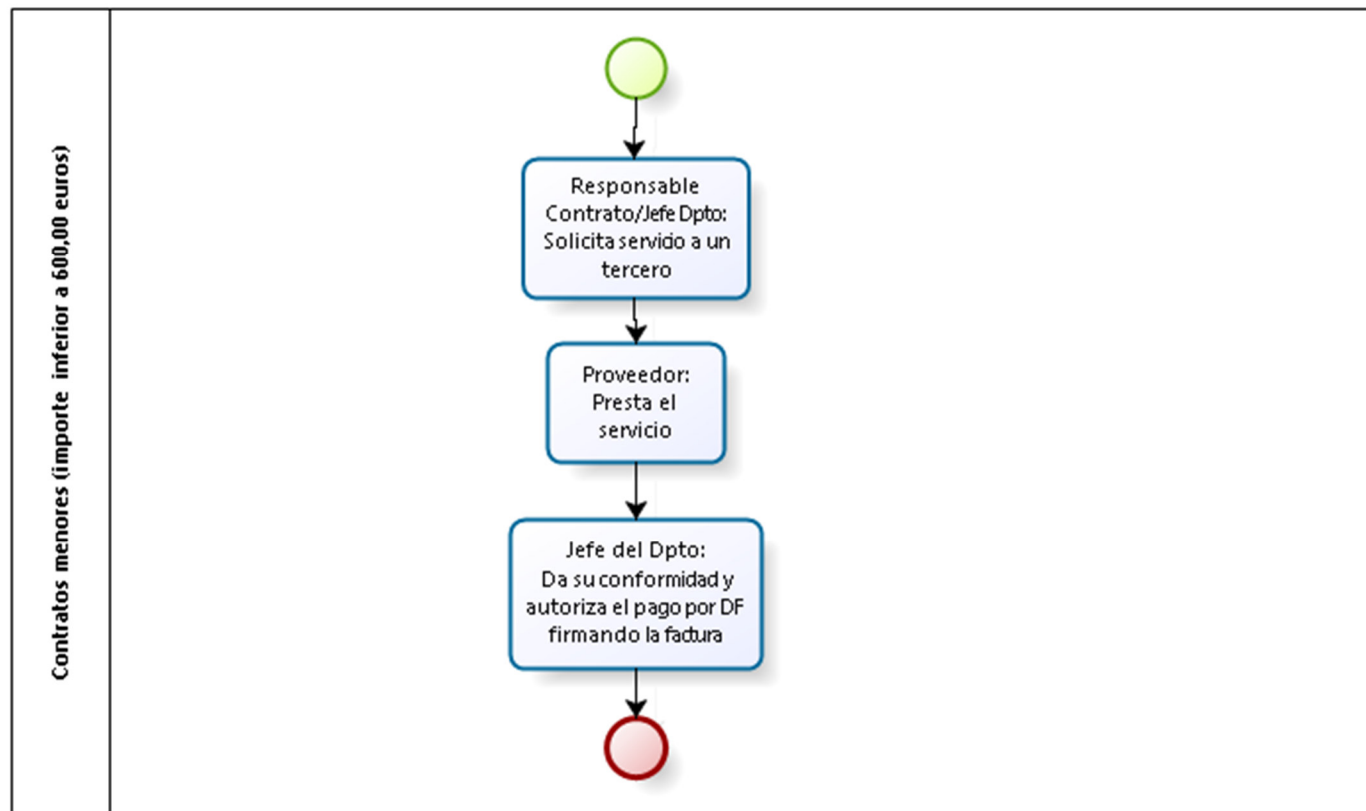 Contratos menores (importe inferior a 600,00 euros)
Responsable
Contrato/Jefe Dpto:
Solicita servicio a un
tercero
Proveedor:
Presta el
servicio
Jefe del Dpto:
Da su conformidad y
autoriza el pago por DF
firmando la factura